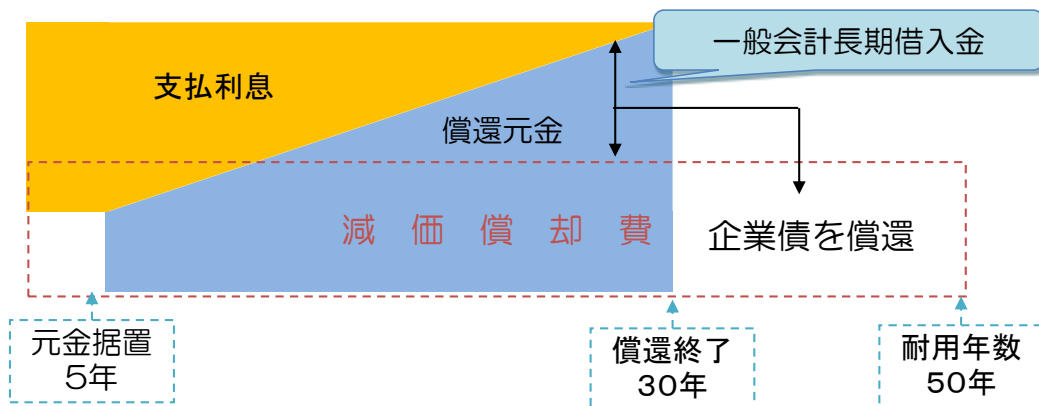 一般会計長期借入金
支払利息
償還元金
減価償却費
企業債を償還
元金据置
5年
償還終了
30年
耐用年数
50年